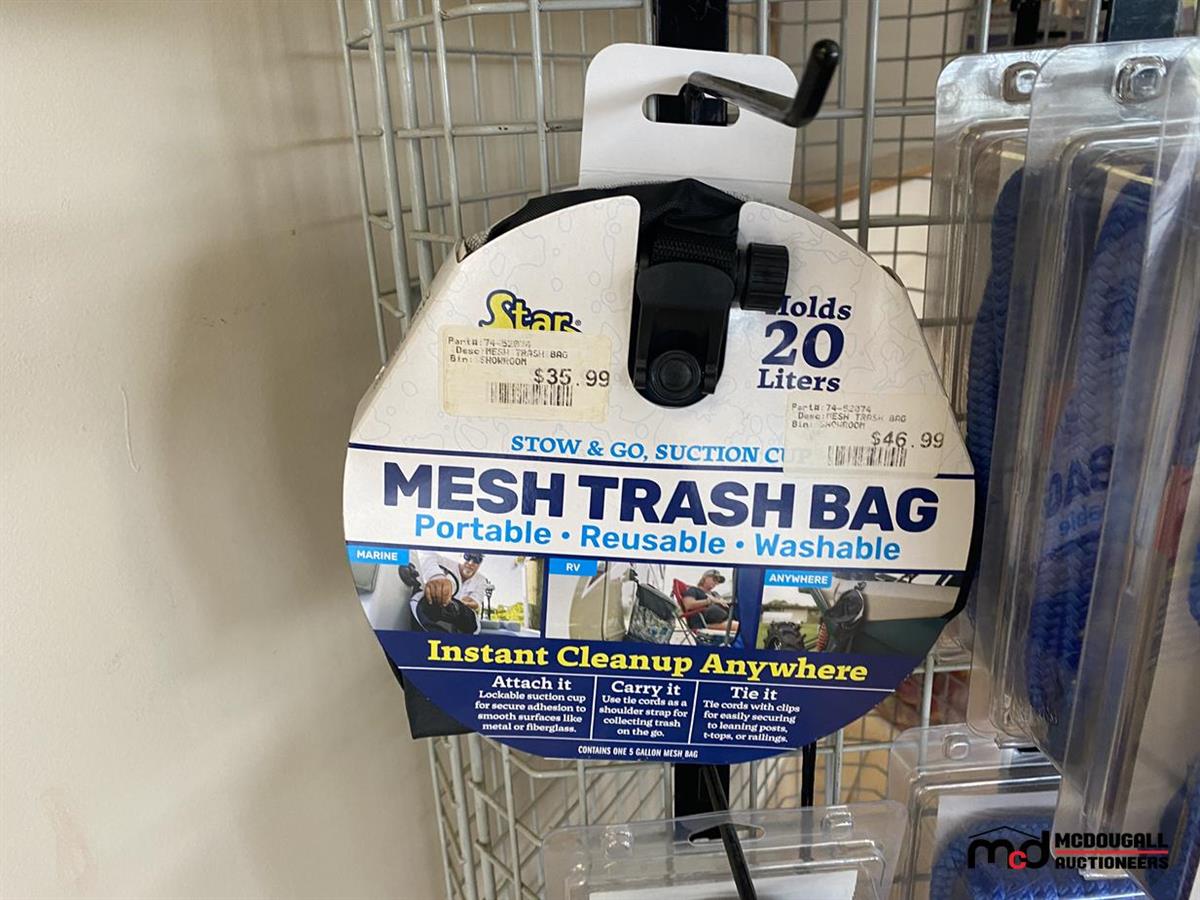 Star®
Part#: 74-52074
Desc: MESH TRASH BAG
Bin: SHOWROOM
$35.99
Holds
20
Liters
Part#: 74-52074
Desc: MESH TRASH BAG
Bin: SHOWROOM
$46.99
STOW & GO, SUCTION CUP
MESH TRASH BAG
Portable • Reusable • Washable
MARINE
RV
ANYWHERE
Instant Cleanup Anywhere
Attach it
Lockable suction cup
for secure adhesion to
smooth surfaces like
metal or fiberglass.
Carry it
Use tie cords as a
shoulder strap for
collecting trash
on the go.
Tie it
Tie cords with clips
for easily securing
to leaning posts,
t-tops, or railings.
CONTAINS ONE 5 GALLON MESH BAG
BAG
mcd
MCDOUGALL
AUCTIONEERS